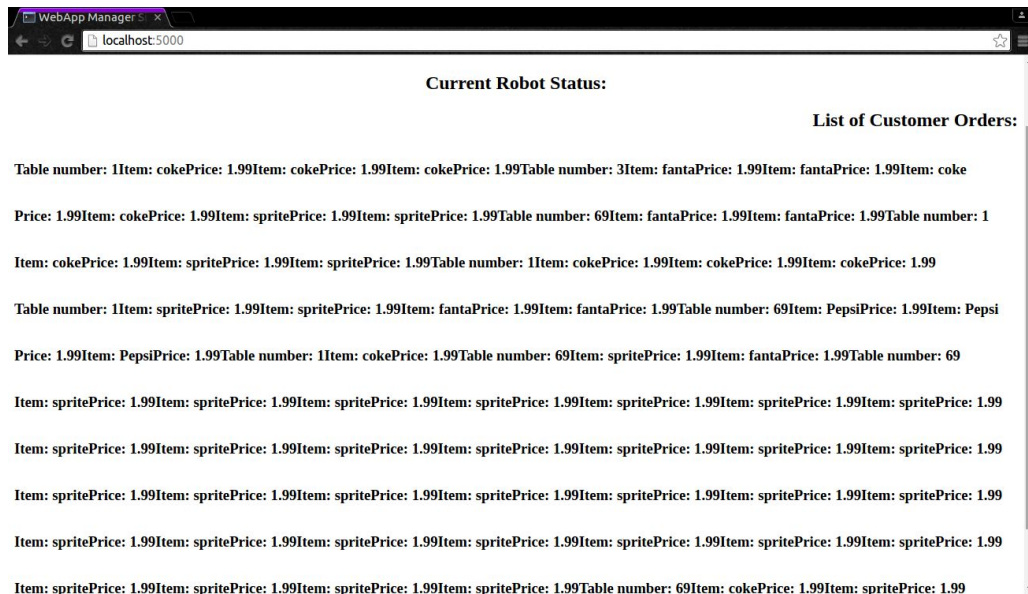 WebApp Manager S
localhost:5000
Current Robot Status:
List of Customer Orders:
Table number: 1Item: cokePrice: 1.99Item: cokePrice: 1.99Item: cokePrice: 1.99Table number: 3Item: fantaPrice: 1.99Item: fantaPrice: 1.99Item: coke
Price: 1.99Item: cokePrice: 1.99Item: spritePrice: 1.99Item: spritePrice: 1.99Table number: 69Item: fantaPrice: 1.99Item: fantaPrice: 1.99Table number: 1
Item: cokePrice: 1.99Item: spritePrice: 1.99Item: spritePrice: 1.99Table number: 1Item: cokePrice: 1.99Item: cokePrice: 1.99Item: cokePrice: 1.99
Table number: 1Item: spritePrice: 1.99Item: spritePrice: 1.99Item: fantaPrice: 1.99Item: fantaPrice: 1.99Table number: 69Item: PepsiPrice: 1.99Item: Pepsi
Price: 1.99Item: PepsiPrice: 1.99Table number: 1Item: cokePrice: 1.99Table number: 69Item: spritePrice: 1.99Item: fantaPrice: 1.99Table number: 69
Item: spritePrice: 1.99Item: spritePrice: 1.99Item: spritePrice: 1.99Item: spritePrice: 1.99Item: spritePrice: 1.99Item: spritePrice: 1.99Item: spritePrice: 1.99
Item: spritePrice: 1.99Item: spritePrice: 1.99Item: spritePrice: 1.99Item: spritePrice: 1.99Item: spritePrice: 1.99Item: spritePrice: 1.99Item: spritePrice: 1.99
Item: spritePrice: 1.99Item: spritePrice: 1.99Item: spritePrice: 1.99Item: spritePrice: 1.99Item: spritePrice: 1.99Item: spritePrice: 1.99Item: spritePrice: 1.99
Item: spritePrice: 1.99Item: spritePrice: 1.99Item: spritePrice: 1.99Item: spritePrice: 1.99Item: spritePrice: 1.99Item: spritePrice: 1.99Item: spritePrice: 1.99
Item: spritePrice: 1.99Item: spritePrice: 1.99Item: spritePrice: 1.99Item: spritePrice: 1.99Table number: 69Item: cokePrice: 1.99Item: spritePrice: 1.99